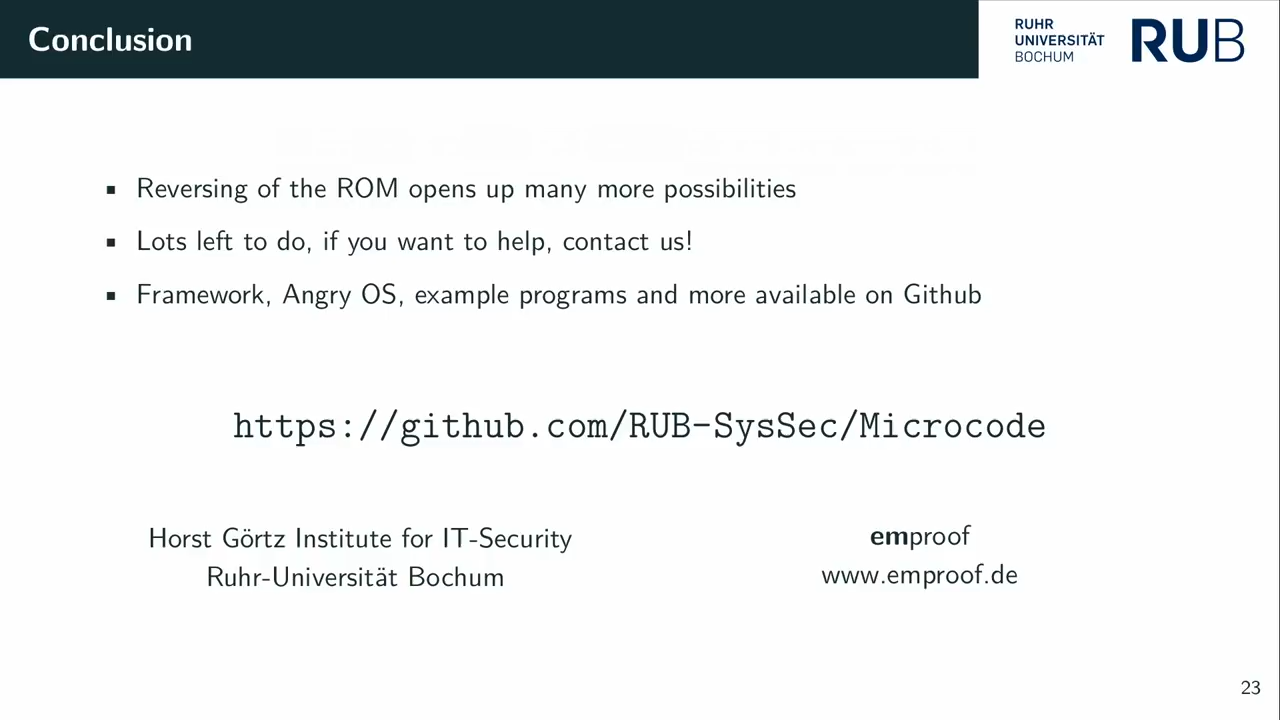 Conclusion
RUHR
UNIVERSITÄT
BOCHUM
RUB
▪ Reversing of the ROM opens up many more possibilities
▪ Lots left to do, if you want to help, contact us!
▪ Framework, Angry OS, example programs and more available on Github
https://github.com/RUB-SysSec/Microcode
Horst Görtz Institute for IT-Security
Ruhr-Universität Bochum
emproof
www.emproof.de
23